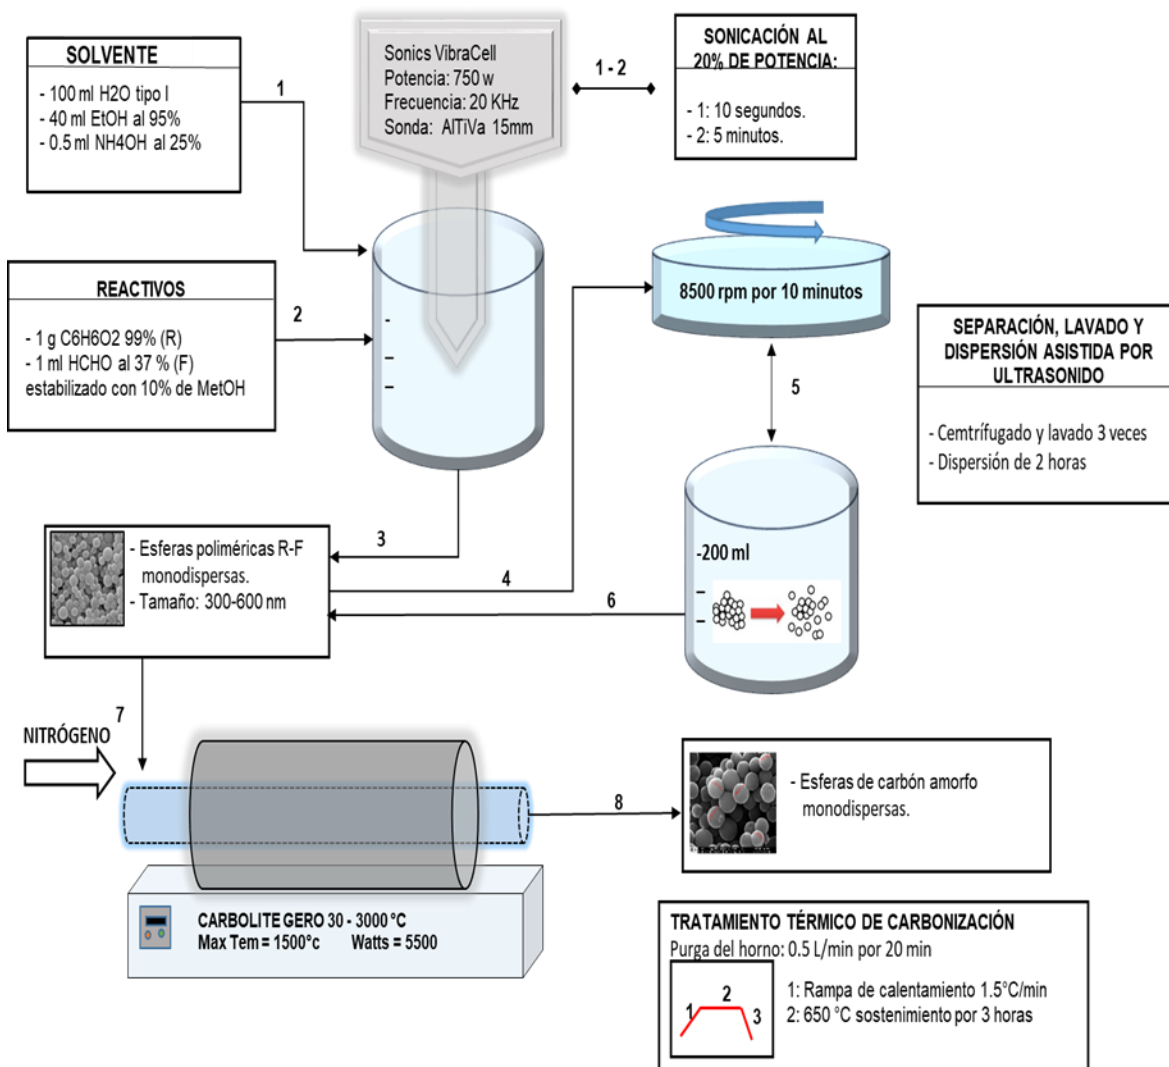 SOLVENTE
- 100 ml H2O tipo I
- 40 ml EtOH al 95%
- 0.5 ml NH4OH al 25%
1
Sonics VibraCell
Potencia: 750 w
Frecuencia: 20 KHz
Sonda: AlTiVa 15mm
1 - 2
SONICACIÓN AL
20% DE POTENCIA:
- 1: 10 segundos.
- 2: 5 minutos.
REACTIVOS
- 1 g C6H6O2 99% (R)
- 1 ml HCHO al 37 % (F)
estabilizado con 10% de MetOH
2
8500 rpm por 10 minutos
SEPARACIÓN, LAVADO Y
DISPERSIÓN ASISTIDA POR
ULTRASONIDO
- Cemtrífugado y lavado 3 veces
- Dispersión de 2 horas
5
3
- Esferas poliméricas R-F
monodispersas.
- Tamaño: 300-600 nm
4
6
-200 ml
7
NITRÓGENO
8
- Esferas de carbón amorfo
monodispersas.
CARBOLITE GERO 30 - 3000 °C
Max Tem = 1500°c Watts = 5500
TRATAMIENTO TÉRMICO DE CARBONIZACIÓN
Purga del horno: 0.5 L/min por 20 min
1 2 3
1: Rampa de calentamiento 1.5°C/min
2: 650 °C sostenimiento por 3 horas